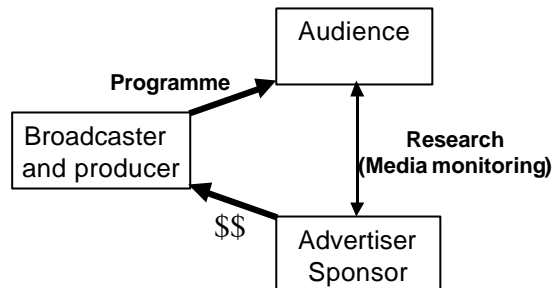 Audience
Programme
Broadcaster
and producer
Research
(Media monitoring)
$$
Advertiser
Sponsor